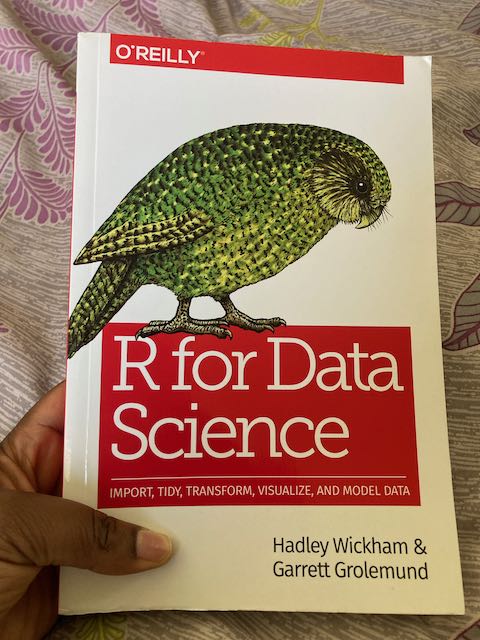 O'REILLY®
R for Data
Science
IMPORT, TIDY, TRANSFORM, VISUALIZE, AND MODEL DATA
Hadley Wickham &
Garrett Grolemund